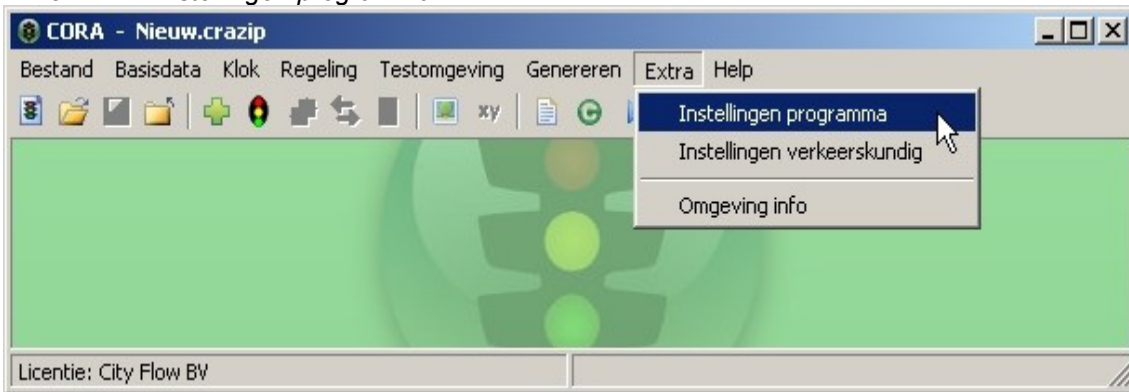 CORA - Nieuw.crazip
Bestand Basisdata Klok Regeling Testomgeving Genereren Extra Help
xy
Instellingen programma
Instellingen verkeerskundig
Omgeving info
Licentie: City Flow BV